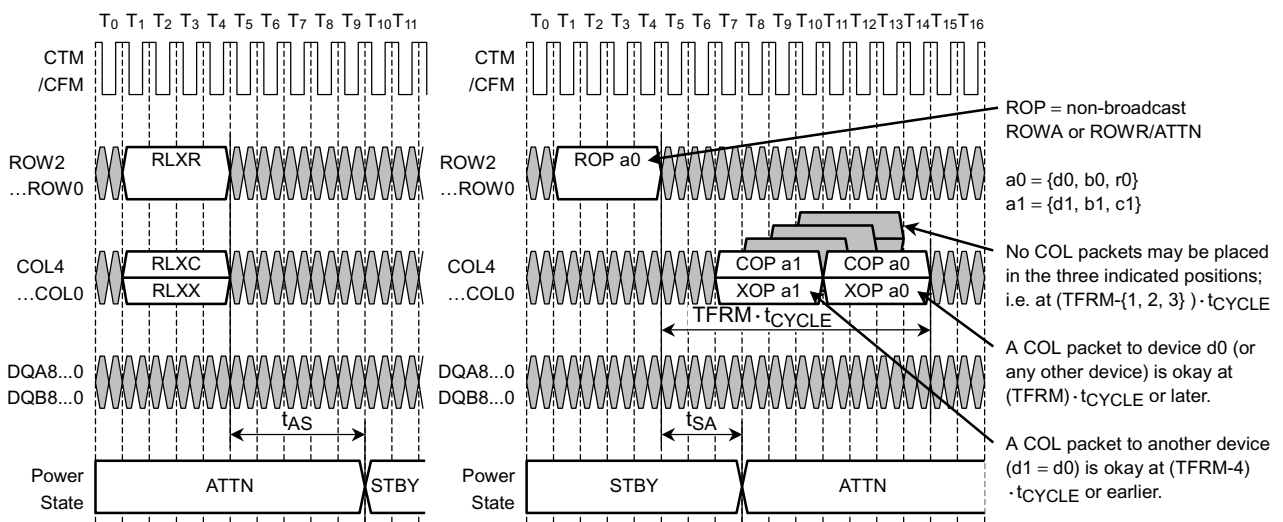 T0 T1 T2 T3 T4 T5 T6 T7 T8 T9 T10 T11
CTM
/CFM
ROW2
...ROW0
RLXR
COL4
...COL0
RLXC
RLXX
DQA8...0
DQB8...0
tAS
Power
State
ATTN
STBY
T0 T1 T2 T3 T4 T5 T6 T7 T8 T9 T10 T11 T12 T13 T14 T15 T16
CTM
/CFM
ROW2
...ROW0
ROP a0
COL4
...COL0
COP a1
COP a0
XOP a1
XOP a0
TFRM·tCYCLE
DQA8...0
DQB8...0
tSA
Power
State
STBY
ATTN
ROP = non-broadcast
ROWA or ROWR/ATTN
a0 = {d0, b0, r0}
a1 = {d1, b1, c1}
No COL packets may be placed
in the three indicated positions;
i.e. at (TFRM-{1, 2, 3})·tCYCLE
A COL packet to device d0 (or
any other device) is okay at
(TFRM)·tCYCLE or later.
A COL packet to another device
(d1 = d0) is okay at (TFRM-4)
·tCYCLE or earlier.